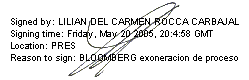 Signed by: LILIAN DEL CARMEN ROCCA CARBAJAL
Signing time: Friday, May 20 2005, 20:4:58 GMT
Location: PRES
Reason to sign: BLOOMBERG exoneracion de proceso